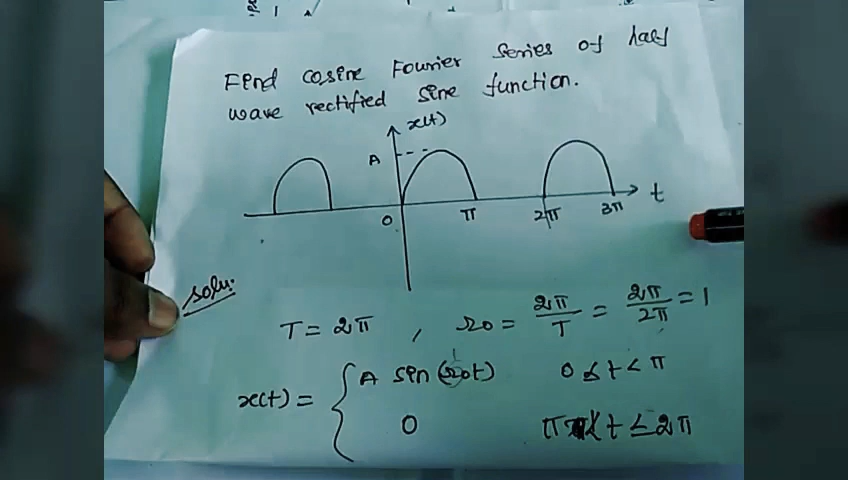 Find cosine Fourier Series of half
wave rectified sine function.
x(t)
A
0 π 2π 3π t
Solu.
T = 2π , Ω0 = 2π/T = 2π/2π = 1
x(t) = { A sin(Ω0t) 0 ≤ t < π
0 π < t ≤ 2π